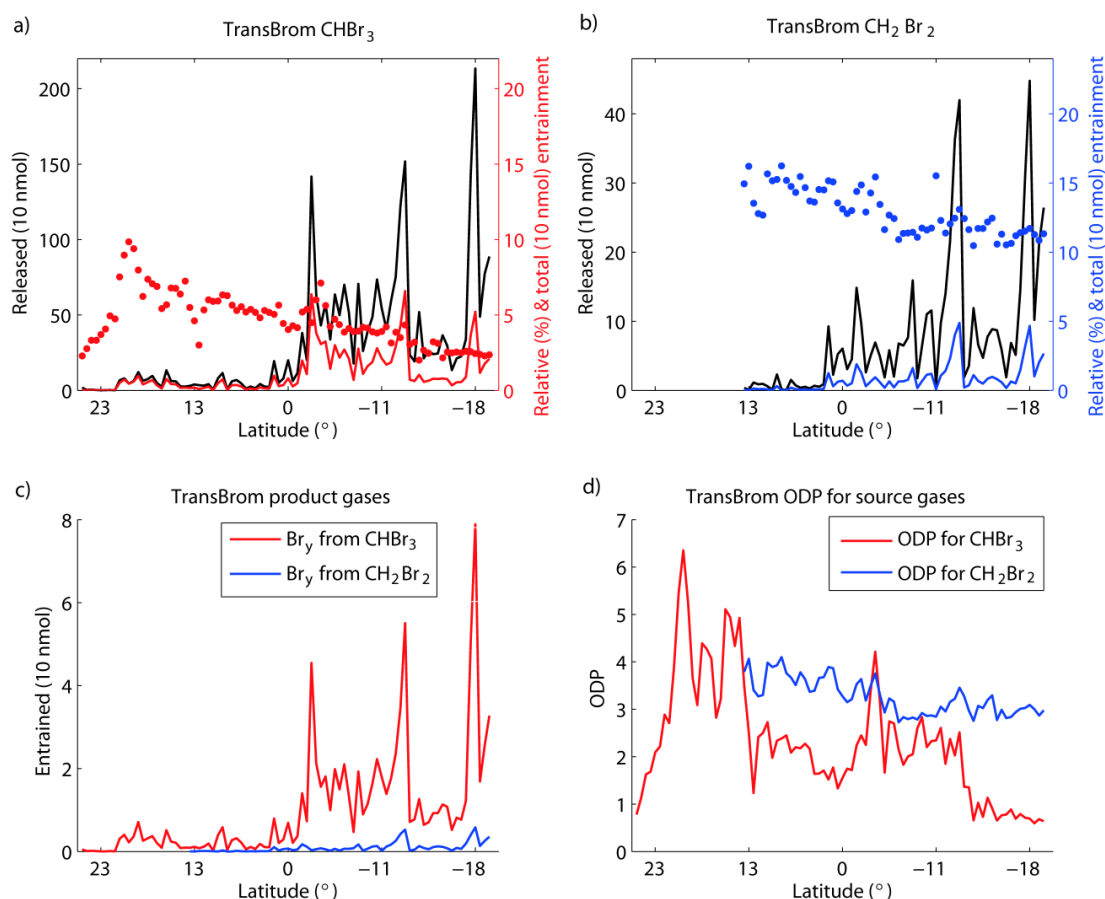 a)
TransBrom CHBr3
Released (10 nmol)
200
150
100
50
0
20
15
10
5
0
Relative (%) & total (10 nmol) entrainment
23 13 0 −11 −18
Latitude (°)
b)
TransBrom CH2 Br2
Released (10 nmol)
40
30
20
10
0
20
15
10
5
0
Relative (%) & total (10 nmol) entrainment
23 13 0 −11 −18
Latitude (°)
c)
TransBrom product gases
Bry from CHBr3
Bry from CH2Br2
Entrained (10 nmol)
8
6
4
2
0
23 13 0 −11 −18
Latitude (°)
d)
TransBrom ODP for source gases
ODP for CHBr3
ODP for CH2Br2
ODP
7
6
5
4
3
2
1
0
23 13 0 −11 −18
Latitude (°)